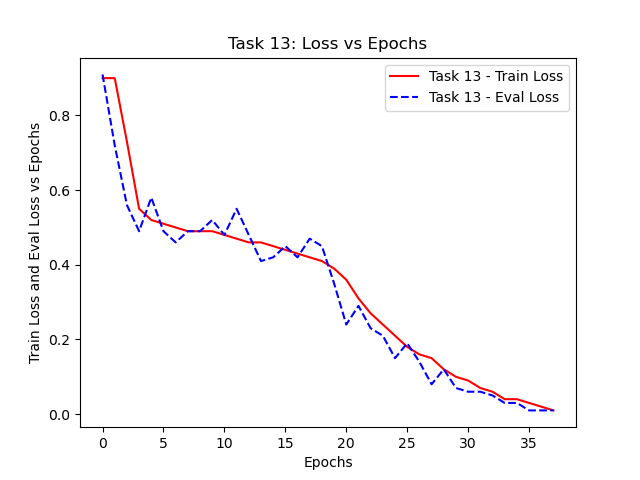 Task 13: Loss vs Epochs
Task 13 - Train Loss
Task 13 - Eval Loss
Train Loss and Eval Loss vs Epochs
0.8
0.6
0.4
0.2
0.0
0 5 10 15 20 25 30 35
Epochs